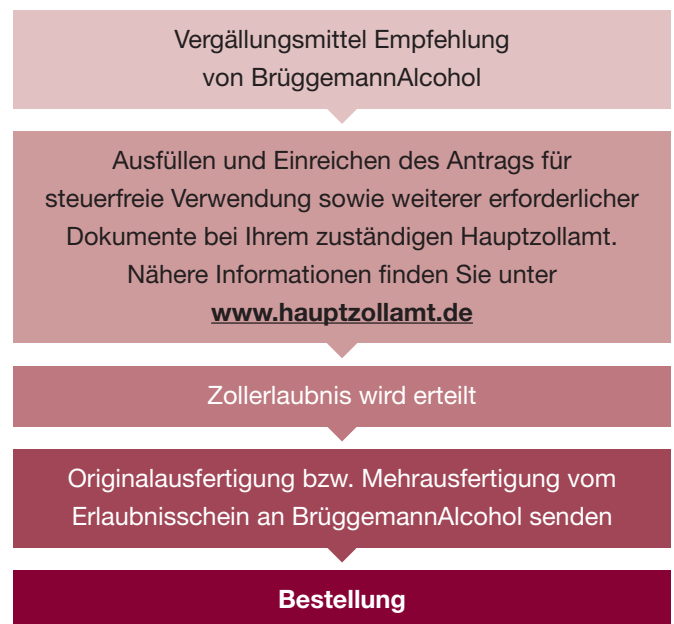 Vergällungsmittel Empfehlung
von BrüggemannAlcohol
Ausfüllen und Einreichen des Antrags für
steuerfreie Verwendung sowie weiterer erforderlicher
Dokumente bei Ihrem zuständigen Hauptzollamt.
Nähere Informationen finden Sie unter
www.hauptzollamt.de
Zollerlaubnis wird erteilt
Originalausfertigung bzw. Mehrausfertigung vom
Erlaubnisschein an BrüggemannAlcohol senden
Bestellung